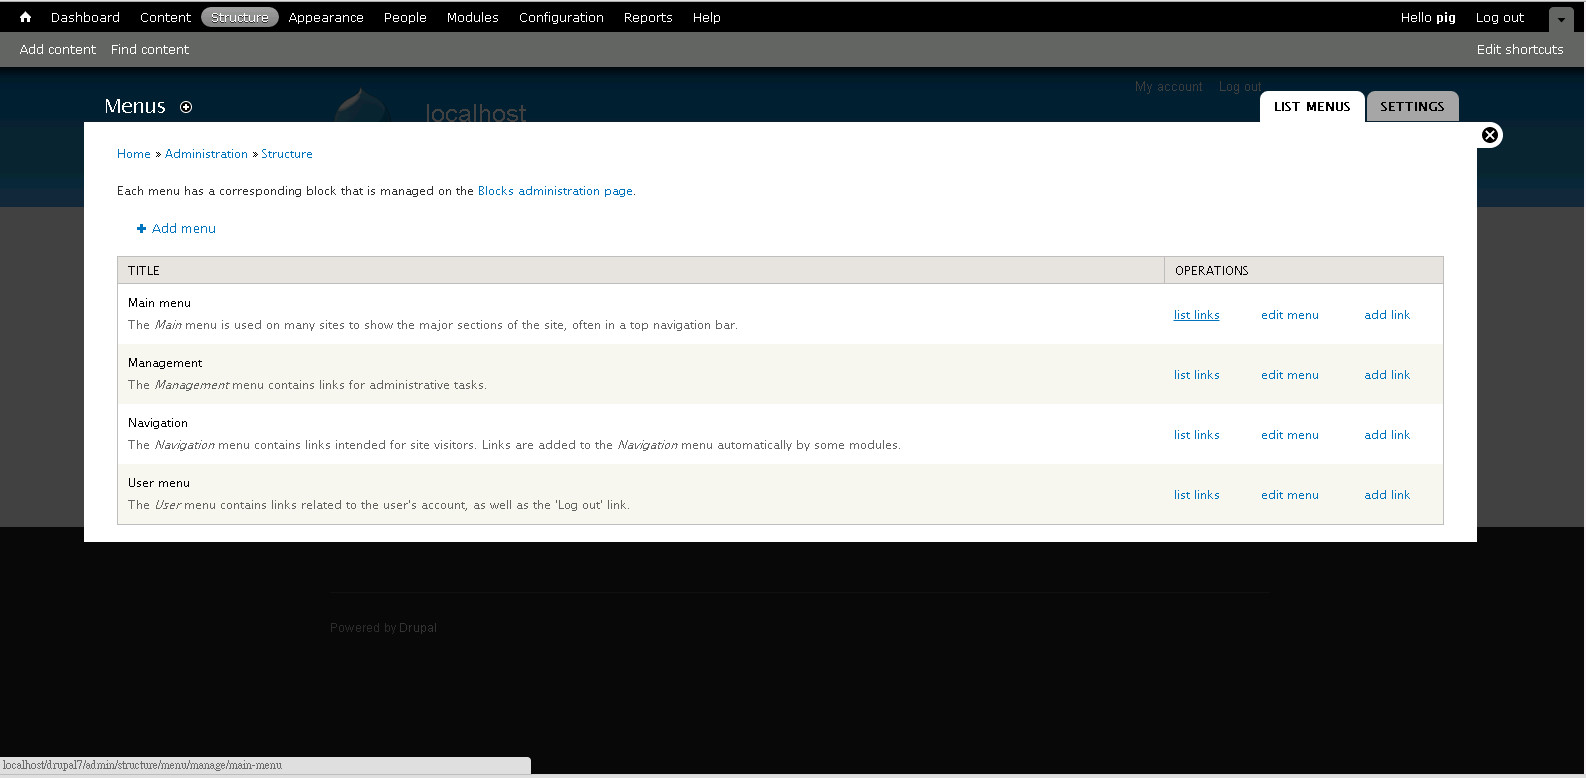 Dashboard Content Structure Appearance People Modules Configuration Reports Help Hello pig Log out
Add content Find content Edit shortcuts
My account Log out
Menus localhost LIST MENUS SETTINGS
Home » Administration » Structure
Each menu has a corresponding block that is managed on the Blocks administration page.
+ Add menu
TITLE OPERATIONS
Main menu
The Main menu is used on many sites to show the major sections of the site, often in a top navigation bar.
list links edit menu add link
Management
The Management menu contains links for administrative tasks.
list links edit menu add link
Navigation
The Navigation menu contains links intended for site visitors. Links are added to the Navigation menu automatically by some modules.
list links edit menu add link
User menu
The User menu contains links related to the user's account, as well as the 'Log out' link.
list links edit menu add link
Powered by Drupal
localhost/drupal7/admin/structure/menu/manage/main-menu